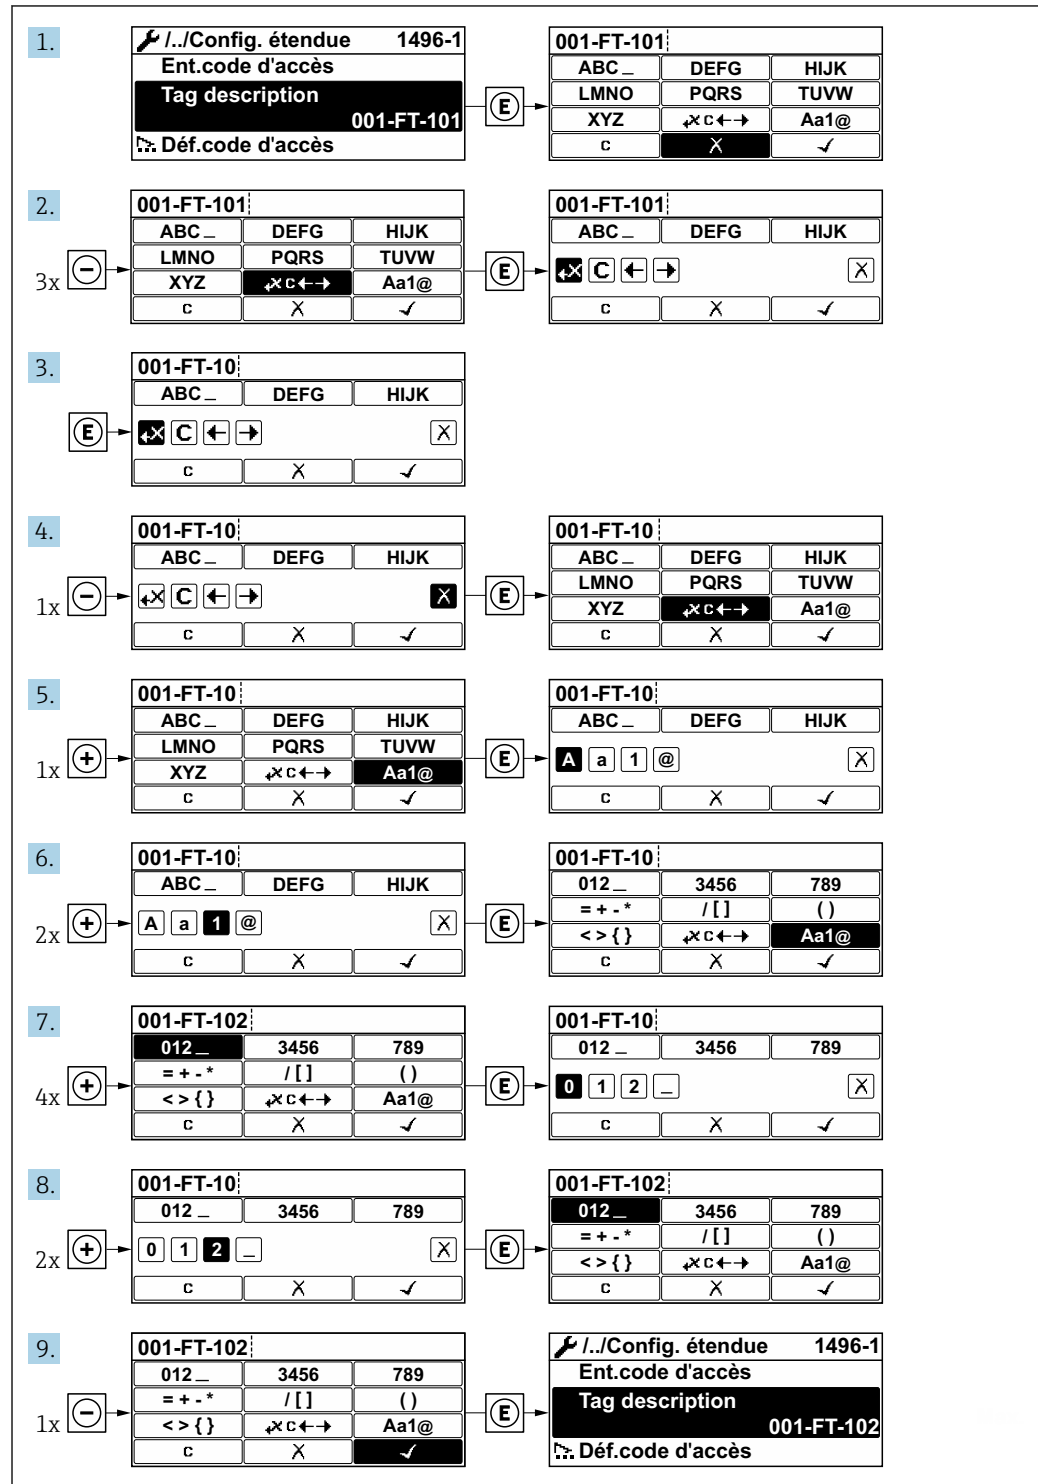 1.
/../Config. étendue 1496-1
Ent.code d'accès
Tag description
001-FT-101
Déf.code d'accès
E
001-FT-101
ABC_ DEFG HIJK
LMNO PQRS TUVW
XYZ C←→ Aa1@
C X ✓
2.
3x −
001-FT-101
ABC_ DEFG HIJK
LMNO PQRS TUVW
XYZ C←→ Aa1@
C X ✓
E
001-FT-101
ABC_ DEFG HIJK
C ← → X
C X ✓
3.
E
001-FT-10
ABC_ DEFG HIJK
C ← → X
C X ✓
4.
1x −
001-FT-10
ABC_ DEFG HIJK
C ← → X
C X ✓
E
001-FT-10
ABC_ DEFG HIJK
LMNO PQRS TUVW
XYZ C←→ Aa1@
C X ✓
5.
1x +
001-FT-10
ABC_ DEFG HIJK
LMNO PQRS TUVW
XYZ C←→ Aa1@
C X ✓
E
001-FT-10
ABC_ DEFG HIJK
A a 1 @ X
C X ✓
6.
2x +
001-FT-10
ABC_ DEFG HIJK
A a 1 @ X
C X ✓
E
001-FT-10
012_ 3456 789
= + - * / [ ] ( )
< > { } C←→ Aa1@
C X ✓
7.
4x +
001-FT-102
012_ 3456 789
= + - * / [ ] ( )
< > { } C←→ Aa1@
C X ✓
E
001-FT-10
012_ 3456 789
0 1 2 _ X
C X ✓
8.
2x +
001-FT-10
012_ 3456 789
0 1 2 _ X
C X ✓
E
001-FT-102
012_ 3456 789
= + - * / [ ] ( )
< > { } C←→ Aa1@
C X ✓
9.
1x −
001-FT-102
012_ 3456 789
= + - * / [ ] ( )
< > { } C←→ Aa1@
C X ✓
E
/../Config. étendue 1496-1
Ent.code d'accès
Tag description
001-FT-102
Déf.code d'accès